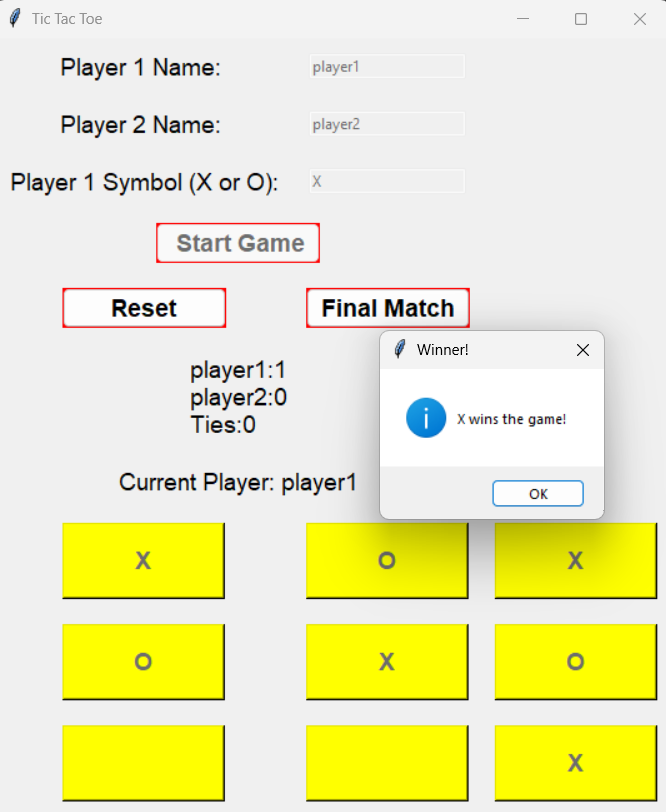 Tic Tac Toe
Player 1 Name: player1
Player 2 Name: player2
Player 1 Symbol (X or O): X
Start Game
Reset Final Match
Winner!
X wins the game!
OK
player1:1
player2:0
Ties:0
Current Player: player1
X O X
O X O
X